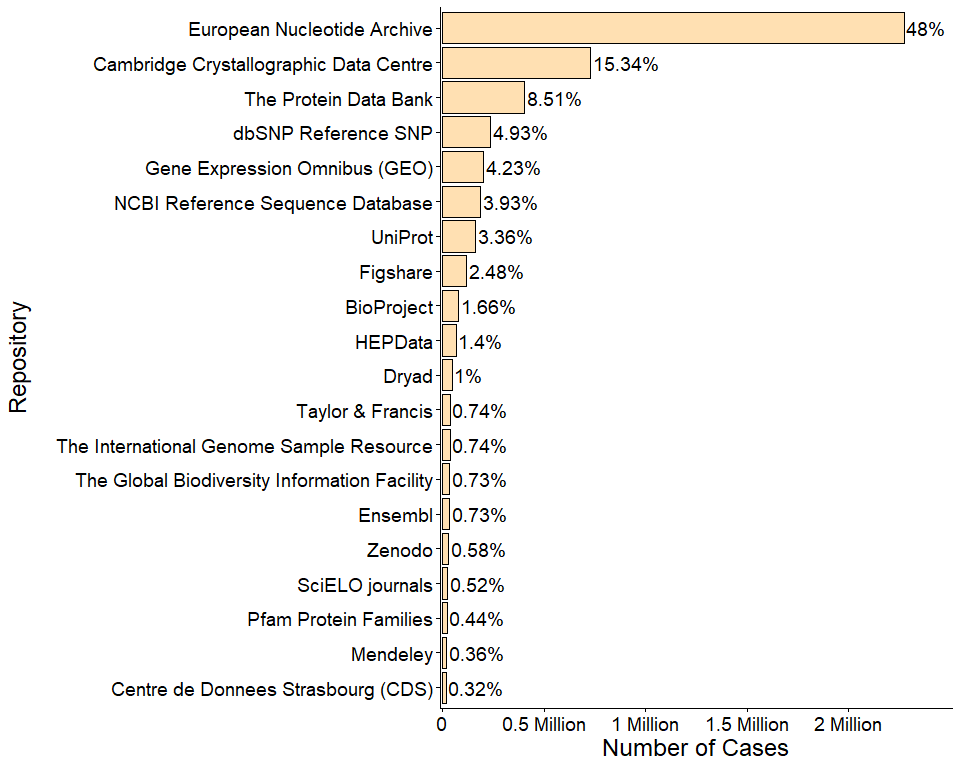 European Nucleotide Archive 48%
Cambridge Crystallographic Data Centre 15.34%
The Protein Data Bank 8.51%
dbSNP Reference SNP 4.93%
Gene Expression Omnibus (GEO) 4.23%
NCBI Reference Sequence Database 3.93%
UniProt 3.36%
Figshare 2.48%
BioProject 1.66%
HEPData 1.4%
Dryad 1%
Taylor & Francis 0.74%
The International Genome Sample Resource 0.74%
The Global Biodiversity Information Facility 0.73%
Ensembl 0.73%
Zenodo 0.58%
SciELO journals 0.52%
Pfam Protein Families 0.44%
Mendeley 0.36%
Centre de Donnees Strasbourg (CDS) 0.32%
Repository
0 0.5 Million 1 Million 1.5 Million 2 Million
Number of Cases